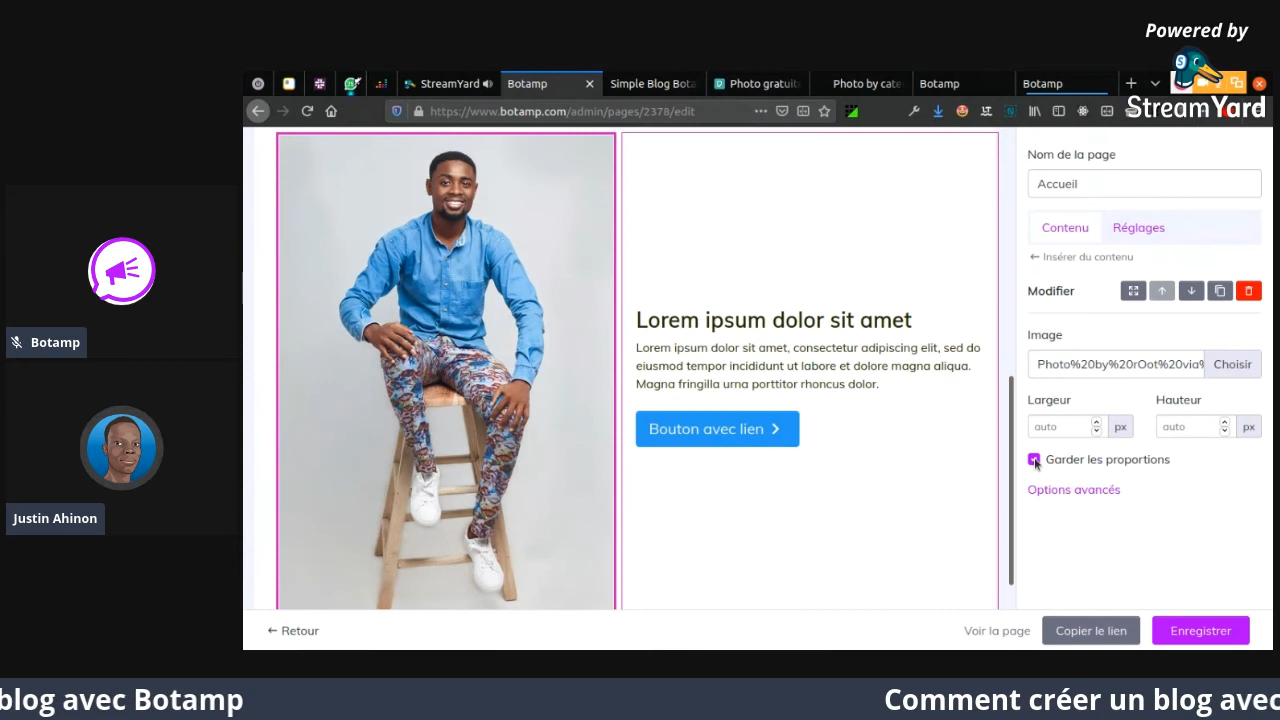 Powered by
StreamYard
StreamYard
Botamp
Simple Blog Bota
Photo gratuit
Photo by cate
Botamp
Botamp
https://www.botamp.com/admin/pages/2378/edit
Nom de la page
Accueil
Contenu
Réglages
← Insérer du contenu
Modifier
Image
Photo%20by%20rOot%20via%
Choisir
Largeur
Hauteur
auto
px
auto
px
Garder les proportions
Options avancés
Lorem ipsum dolor sit amet
Lorem ipsum dolor sit amet, consectetur adipiscing elit, sed do
eiusmod tempor incididunt ut labore et dolore magna aliqua.
Magna fringilla urna porttitor rhoncus dolor.
Bouton avec lien
Botamp
Justin Ahinon
← Retour
Voir la page
Copier le lien
Enregistrer
blog avec Botamp
Comment créer un blog avec